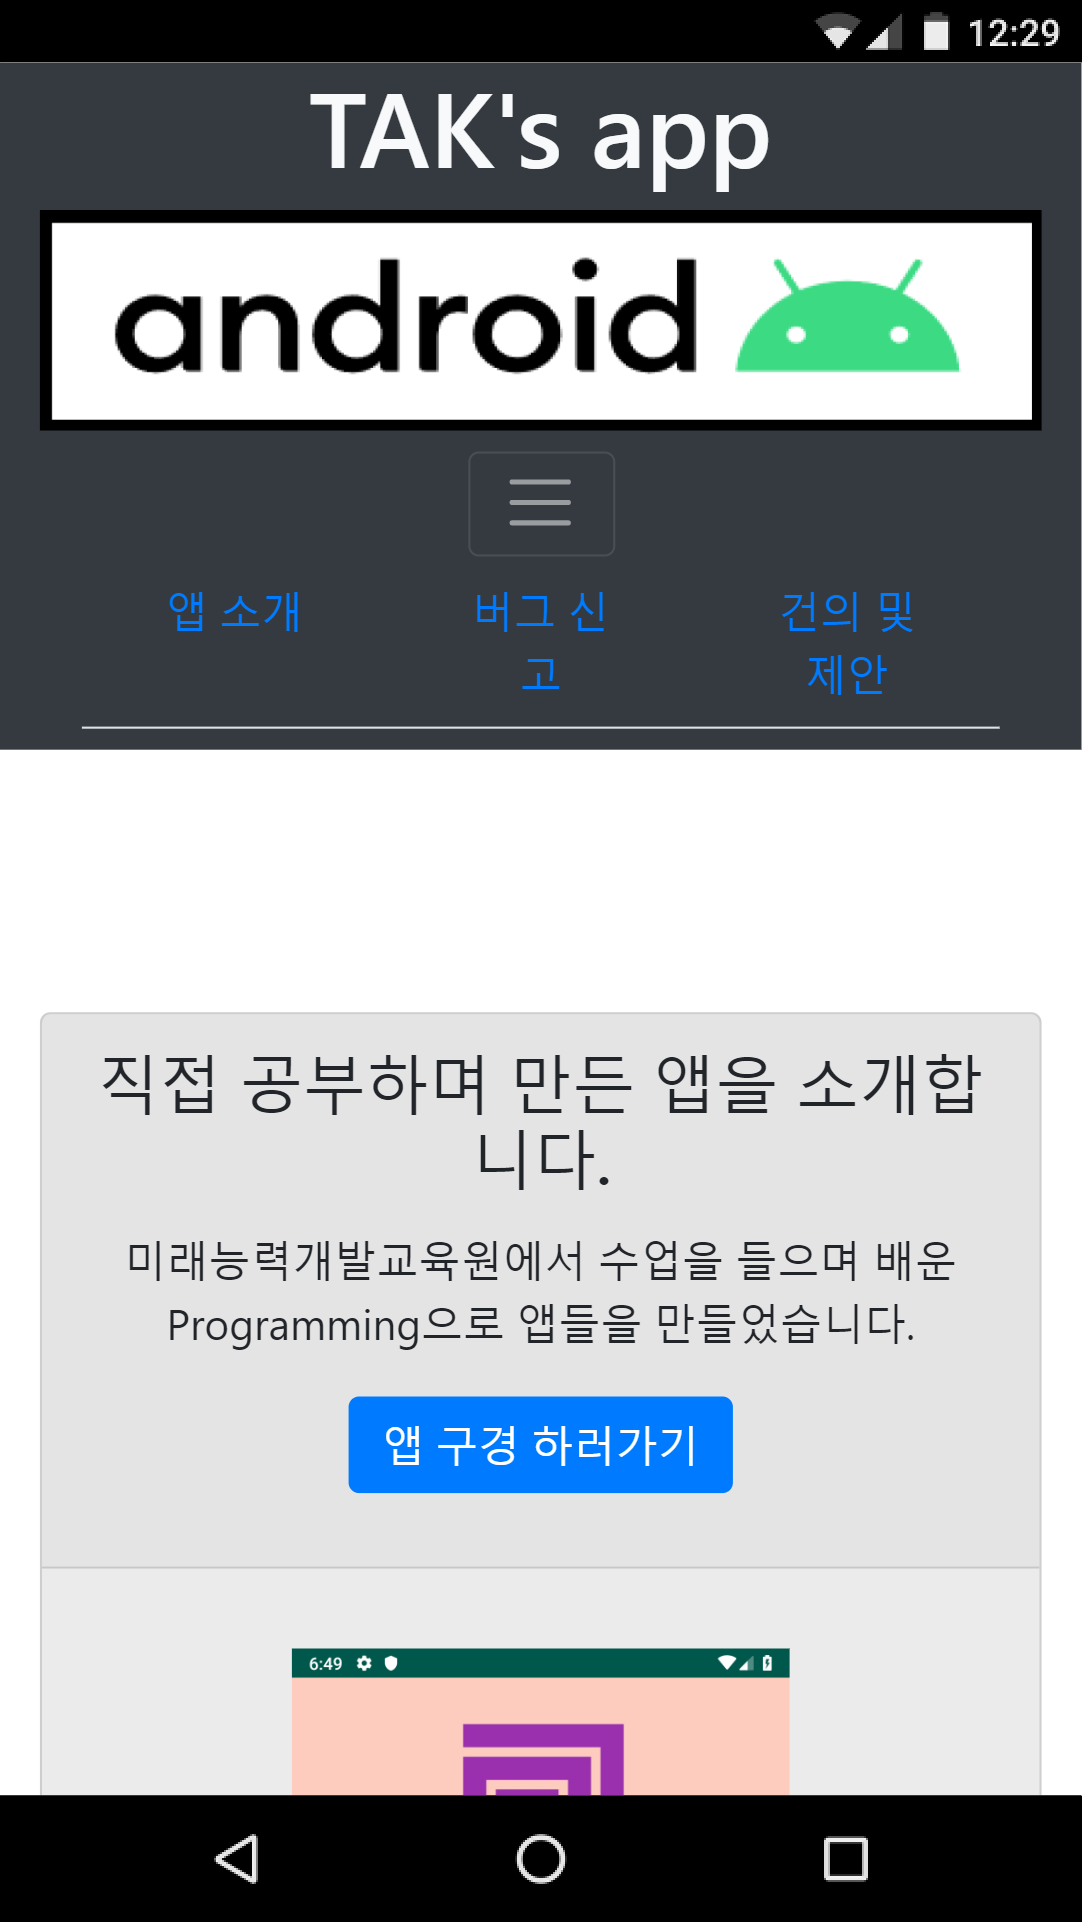 12:29
TAK's app
android
앱 소개
버그 신
고
건의 및
제안
직접 공부하며 만든 앱을 소개합
니다.
미래능력개발교육원에서 수업을 들으며 배운
Programming으로 앱들을 만들었습니다.
앱 구경 하러가기
6:49